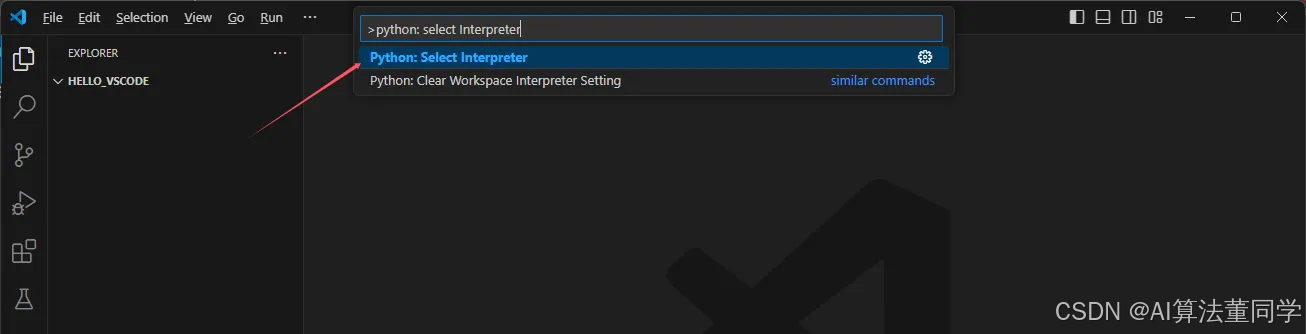 File Edit Selection View Go Run ···
>python: select Interpreter
Python: Select Interpreter
Python: Clear Workspace Interpreter Setting similar commands
EXPLORER ···
HELLO_VSCODE
CSDN @AI算法董同学